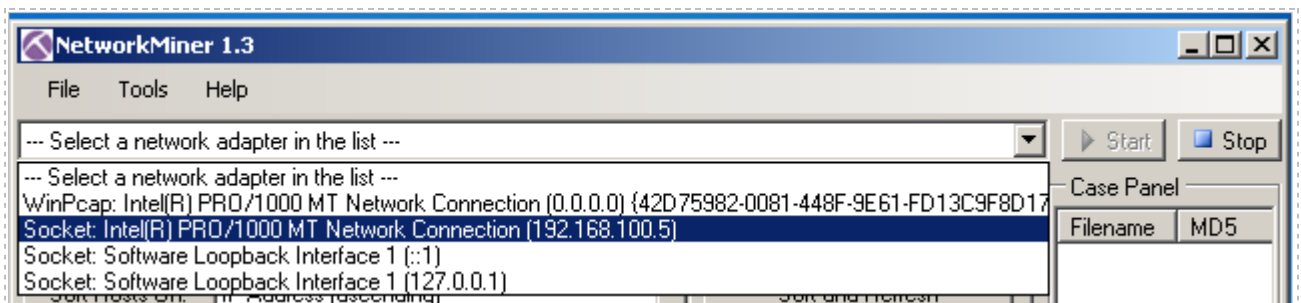 NetworkMiner 1.3
File Tools Help
--- Select a network adapter in the list --- Start Stop
--- Select a network adapter in the list ---
WinPcap: Intel(R) PRO/1000 MT Network Connection (0.0.0.0) {42D75982-0081-448F-9E61-FD13C9F8D17
Socket: Intel(R) PRO/1000 MT Network Connection (192.168.100.5)
Socket: Software Loopback Interface 1 (::1)
Socket: Software Loopback Interface 1 (127.0.0.1)
Case Panel
Filename MD5